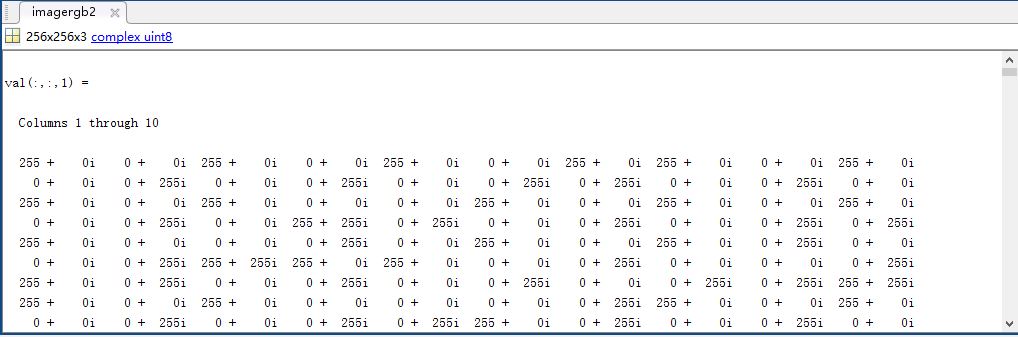 imagergb2
256x256x3 complex uint8
val(:,:,1) =
Columns 1 through 10
255 + 0i 0 + 0i 255 + 0i 0 + 0i 255 + 0i 0 + 0i 255 + 0i 255 + 0i 0 + 0i 255 + 0i
0 + 0i 0 + 255i 0 + 0i 0 + 255i 0 + 0i 0 + 255i 0 + 255i 0 + 0i 0 + 255i 0 + 0i
255 + 0i 0 + 0i 255 + 0i 0 + 0i 0 + 0i 255 + 0i 0 + 0i 255 + 0i 0 + 0i 255 + 0i
0 + 0i 0 + 255i 0 + 0i 255 + 255i 0 + 255i 0 + 0i 0 + 255i 0 + 0i 0 + 255i 0 + 255i
255 + 0i 0 + 0i 0 + 0i 0 + 255i 0 + 0i 255 + 0i 0 + 0i 255 + 0i 0 + 0i 0 + 0i
0 + 0i 0 + 255i 255 + 255i 255 + 0i 255 + 0i 0 + 0i 0 + 255i 0 + 0i 0 + 255i 0 + 255i
255 + 0i 0 + 255i 0 + 0i 0 + 255i 0 + 0i 0 + 255i 0 + 0i 0 + 255i 0 + 255i 255 + 255i
255 + 0i 0 + 0i 255 + 0i 0 + 0i 0 + 0i 0 + 0i 0 + 255i 255 + 0i 0 + 0i 255 + 0i
0 + 0i 0 + 255i 0 + 0i 0 + 255i 0 + 255i 255 + 0i 0 + 255i 0 + 0i 0 + 255i 0 + 0i